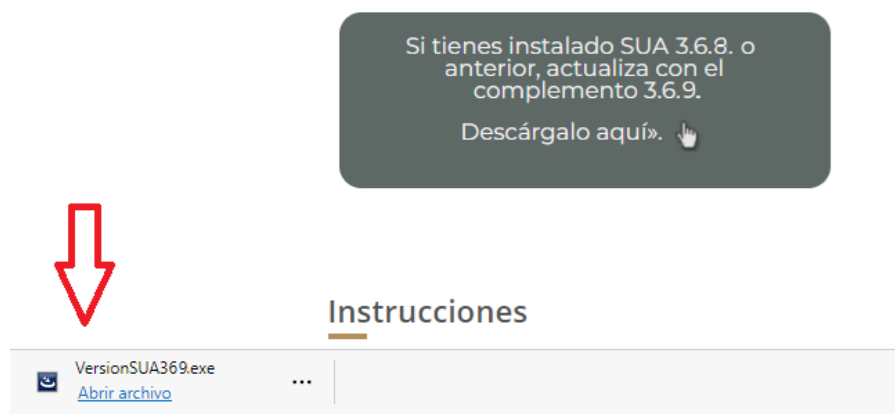 Si tienes instalado SUA 3.6.8. o
anterior, actualiza con el
complemento 3.6.9.
Descárgalo aquí».
Instrucciones
VersionSUA369.exe
Abrir archivo
...